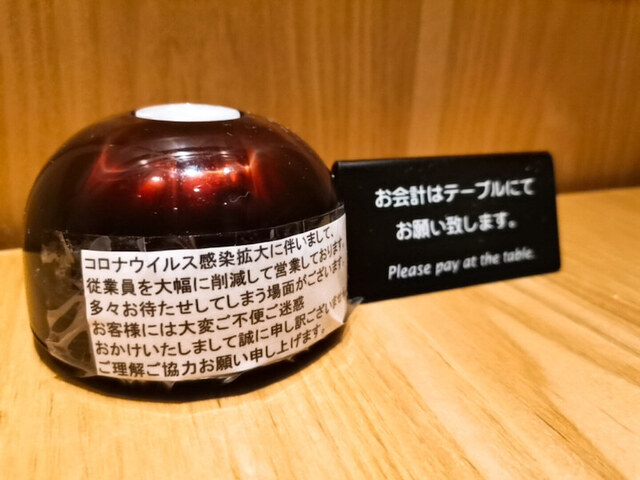 コロナウイルス感染拡大に伴いまして、
従業員を大幅に削減して営業しております。
多々お待たせしてしまう場面がございます。
お客様には大変ご不便ご迷惑
おかけいたしまして誠に申し訳ございませんが
ご理解ご協力お願い申し上げます。
お会計はテーブルにて
お願い致します。
Please pay at the table.